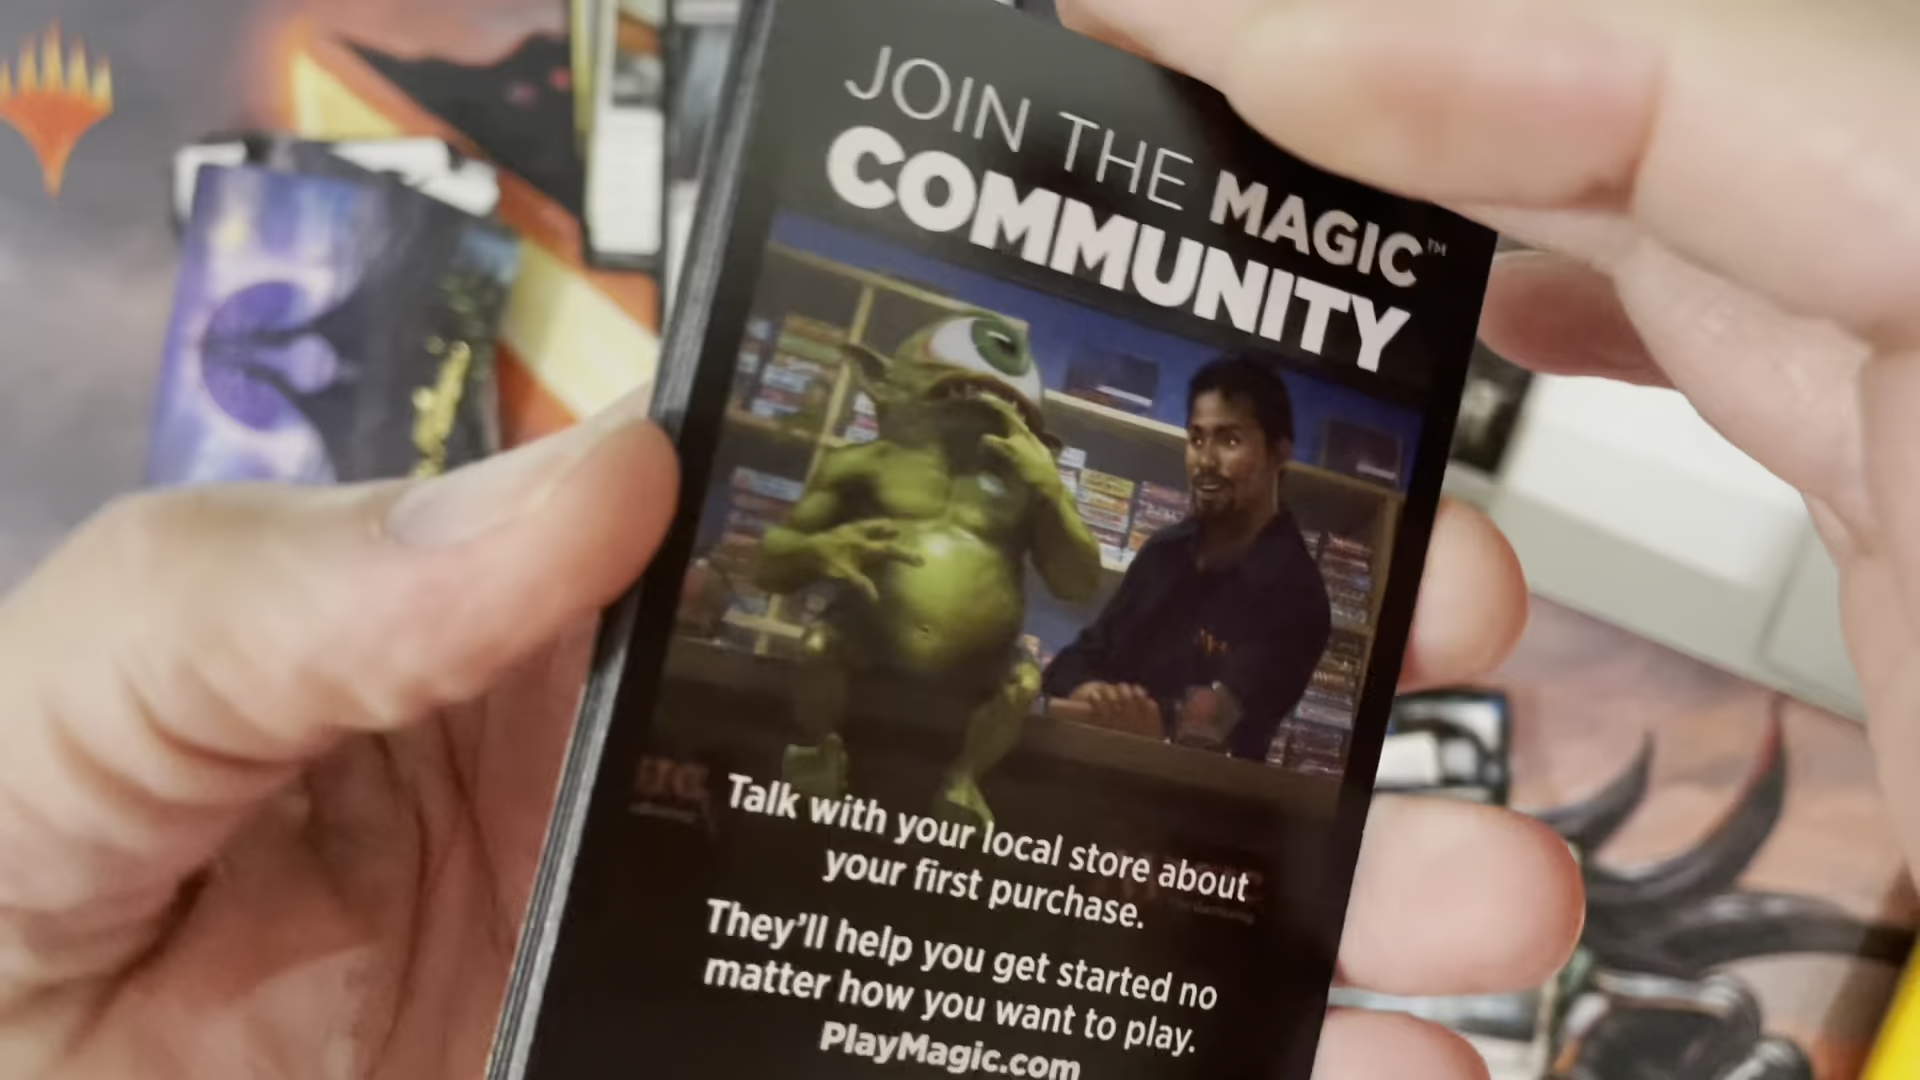 JOIN THE MAGIC™
COMMUNITY
Talk with your local store about
your first purchase.
They'll help you get started no
matter how you want to play.
PlayMagic.com